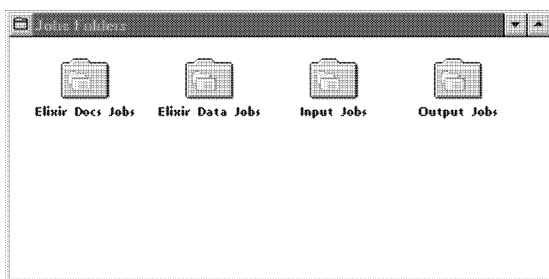 Jobs Folders
Elixir Docs Jobs
Elixir Data Jobs
Input Jobs
Output Jobs